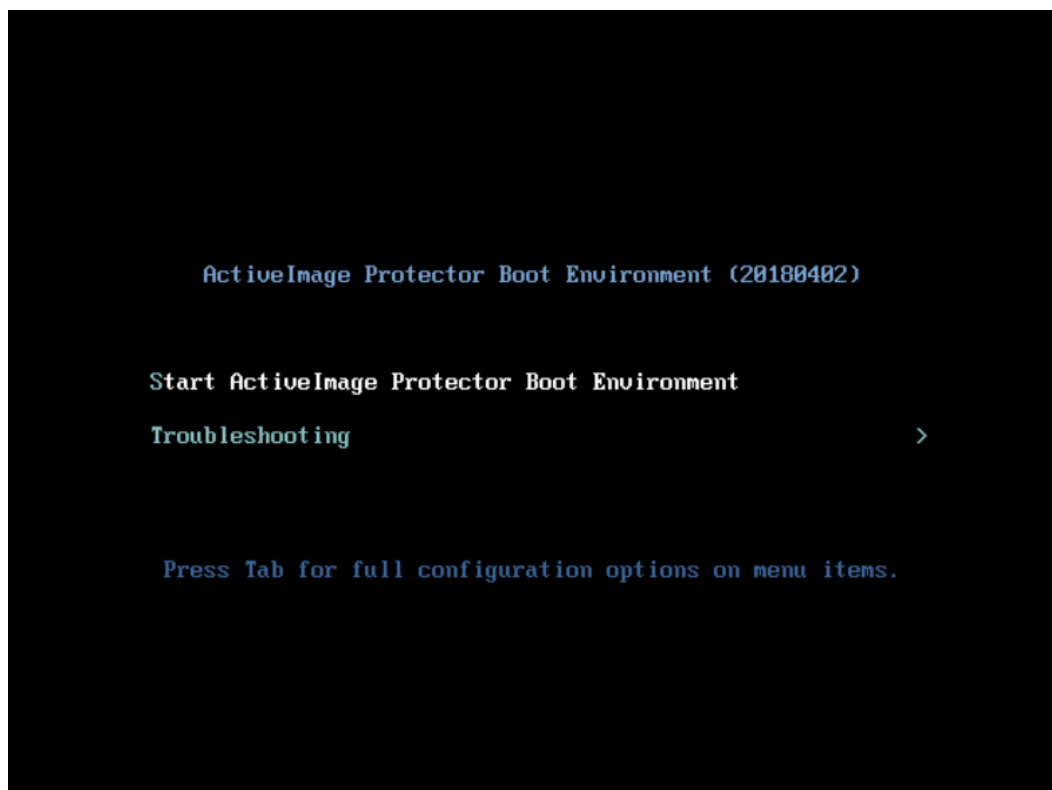 ActiveImage Protector Boot Environment (20180402)
Start ActiveImage Protector Boot Environment
Troubleshooting >
Press Tab for full configuration options on menu items.